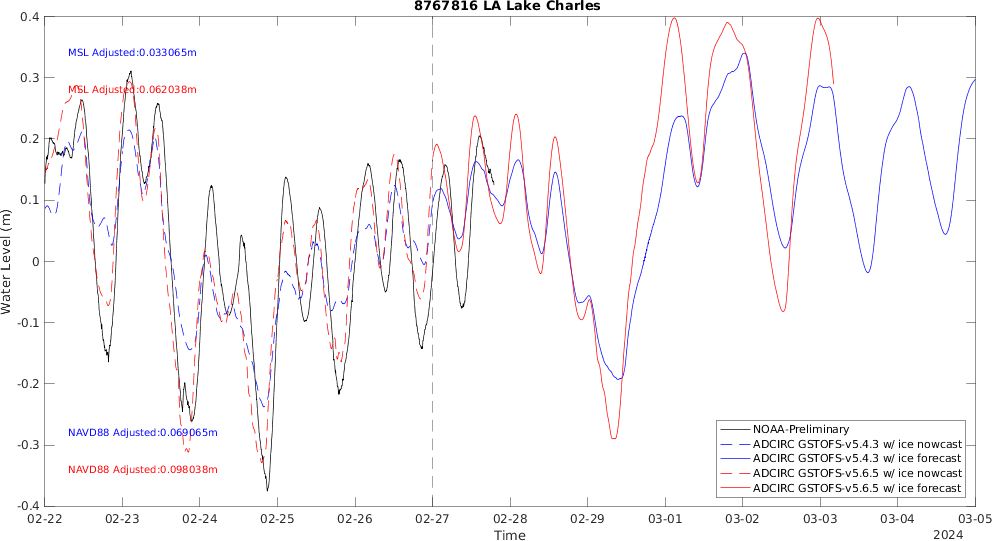 8767816 LA Lake Charles
0.4
0.3
0.2
0.1
0
-0.1
-0.2
-0.3
-0.4
Water Level (m)
MSL Adjusted:0.033065m
MSL Adjusted:0.062038m
NAVD88 Adjusted:0.069065m
NAVD88 Adjusted:0.098038m
NOAA-Preliminary
ADCIRC GSTOFS-v5.4.3 w/ ice nowcast
ADCIRC GSTOFS-v5.4.3 w/ ice forecast
ADCIRC GSTOFS-v5.6.5 w/ ice nowcast
ADCIRC GSTOFS-v5.6.5 w/ ice forecast
02-22 02-23 02-24 02-25 02-26 02-27 02-28 02-29 03-01 03-02 03-03 03-04 03-05
Time
2024